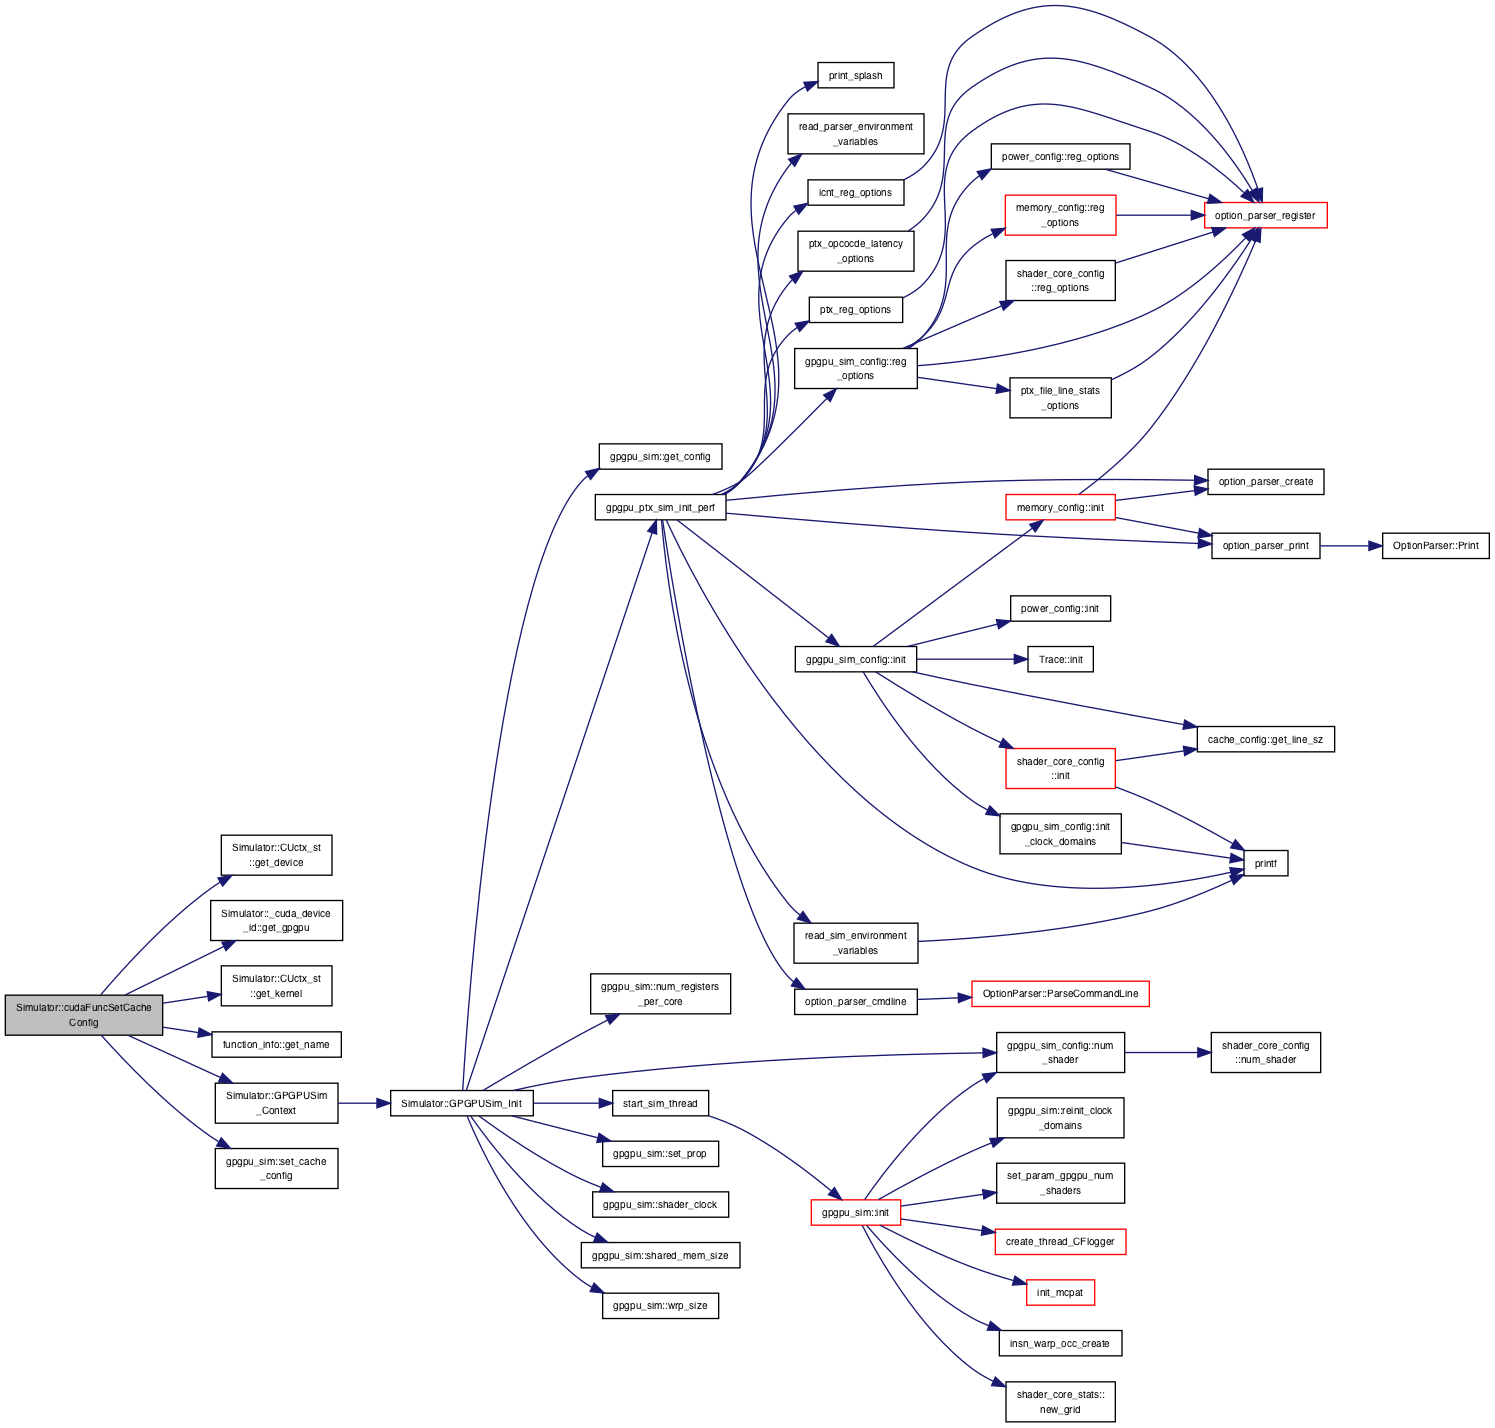 print_splash
read_parser_environment
_variables
icnt_reg_options
ptx_opcocde_latency
_options
ptx_reg_options
gpgpu_sim_config::reg
_options
power_config::reg_options
memory_config::reg
_options
shader_core_config
::reg_options
ptx_file_line_stats
_options
option_parser_register
gpgpu_sim::get_config
gpgpu_ptx_sim_init_perf
memory_config::init
option_parser_create
option_parser_print
OptionParser::Print
power_config::init
gpgpu_sim_config::init
Trace::init
cache_config::get_line_sz
shader_core_config
::init
gpgpu_sim_config::init
_clock_domains
printf
read_sim_environment
_variables
option_parser_cmdline
OptionParser::ParseCommandLine
Simulator::CUctx_st
::get_device
Simulator::_cuda_device
_id::get_gpgpu
Simulator::CUctx_st
::get_kernel
Simulator::cudaFuncSetCache
Config
function_info::get_name
Simulator::GPGPUSim
_Context
gpgpu_sim::set_cache
_config
Simulator::GPGPUSim_Init
gpgpu_sim::num_registers
_per_core
start_sim_thread
gpgpu_sim::set_prop
gpgpu_sim::shader_clock
gpgpu_sim::shared_mem_size
gpgpu_sim::wrp_size
gpgpu_sim::init
gpgpu_sim_config::num
_shader
shader_core_config
::num_shader
gpgpu_sim::reinit_clock
_domains
set_param_gpgpu_num
_shaders
create_thread_CFlogger
init_mcpat
insn_warp_occ_create
shader_core_stats::
new_grid